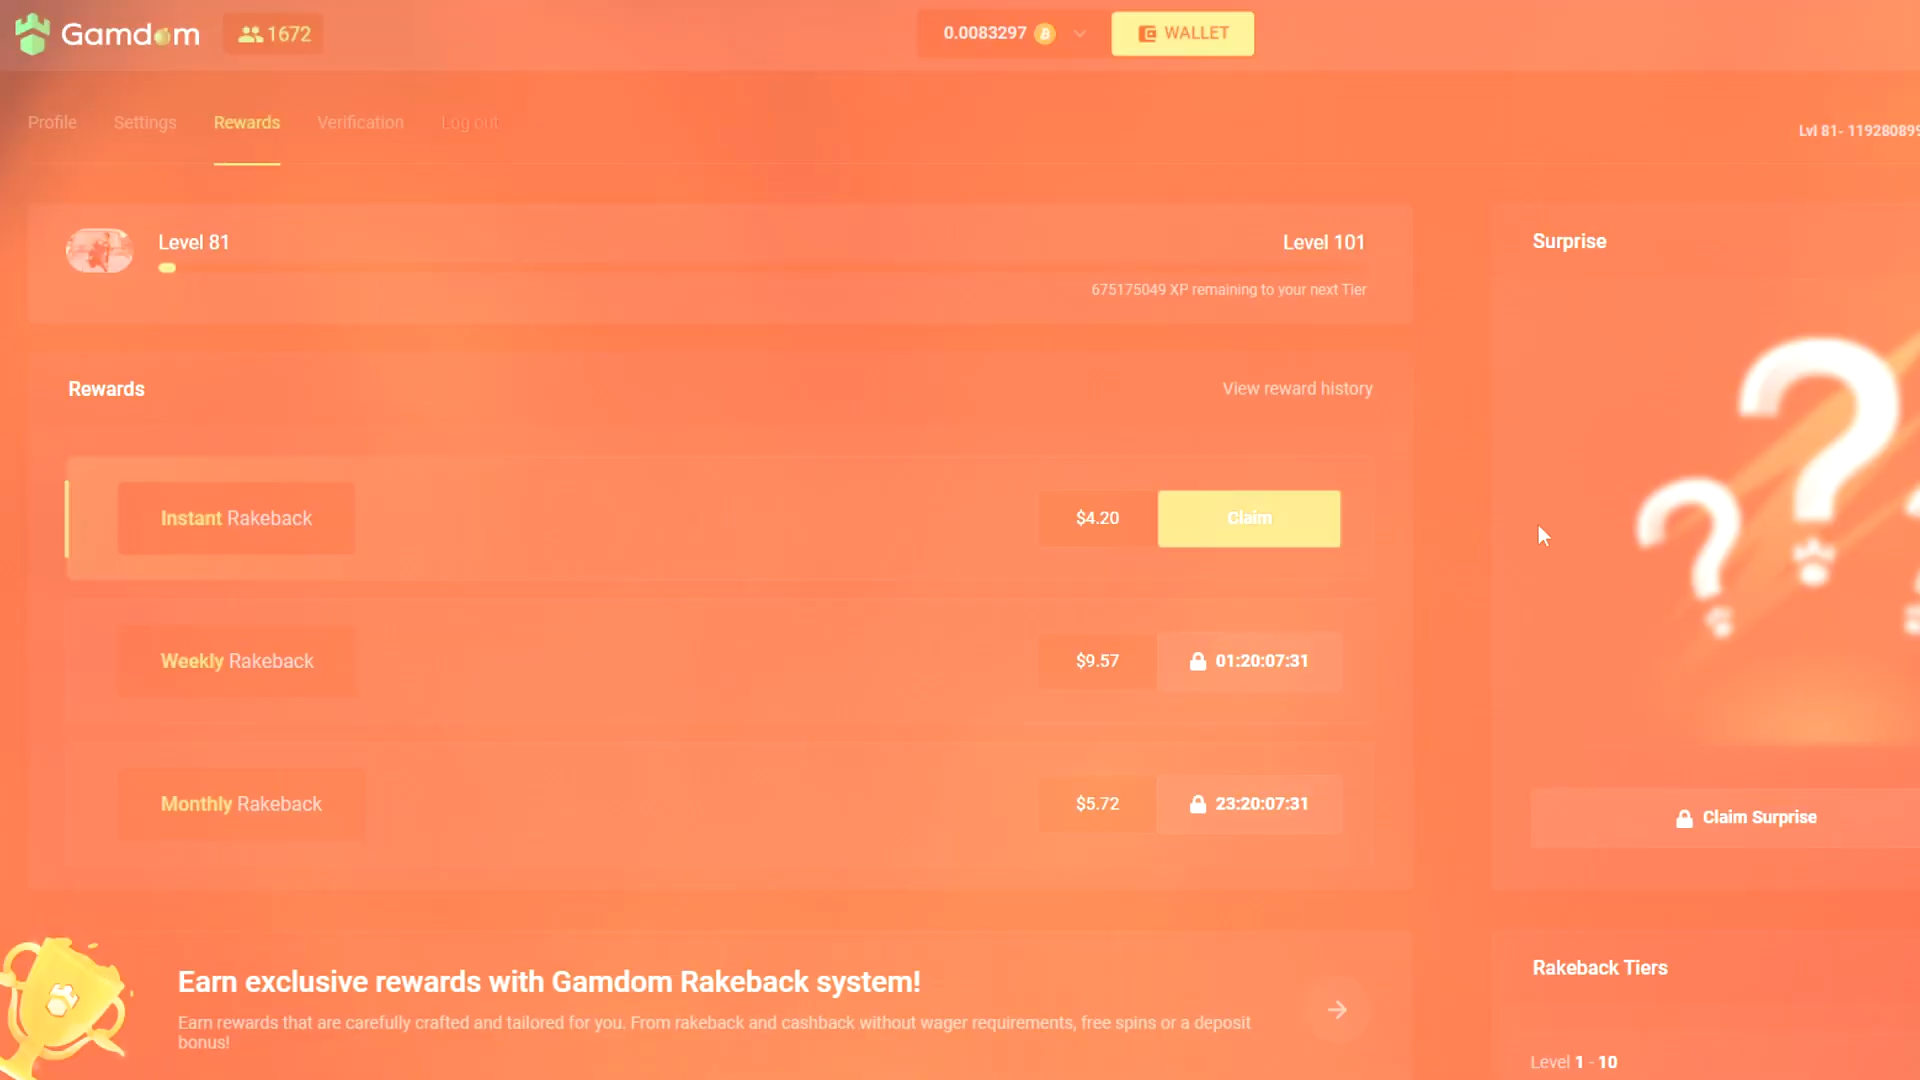 Gamdom
1672
0.0083297
WALLET
Profile
Settings
Rewards
Verification
Log out
Lvl 81- 119280899
Level 81
Level 101
675175049 XP remaining to your next Tier
Surprise
Rewards
View reward history
Instant Rakeback
$4.20
Claim
Weekly Rakeback
$9.57
01:20:07:31
Monthly Rakeback
$5.72
23:20:07:31
Claim Surprise
Earn exclusive rewards with Gamdom Rakeback system!
Earn rewards that are carefully crafted and tailored for you. From rakeback and cashback without wager requirements, free spins or a deposit
bonus!
Rakeback Tiers
Level 1 - 10